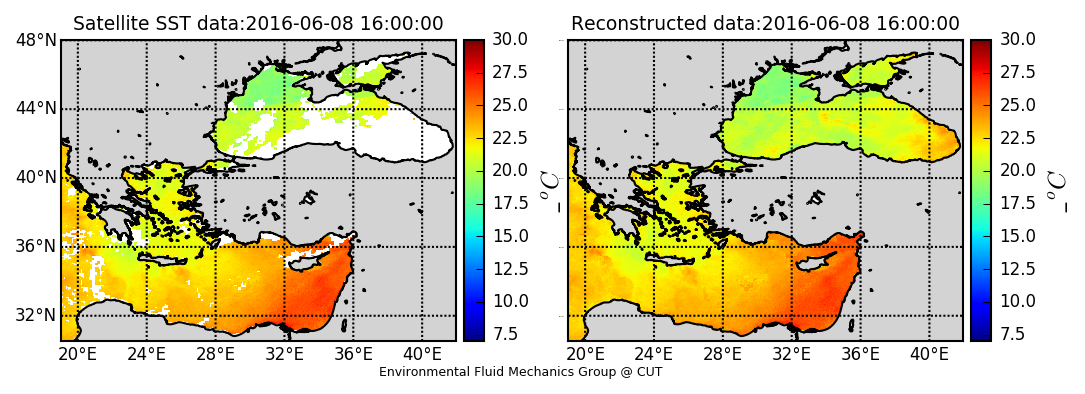 Satellite SST data:2016-06-08 16:00:00
48°N
44°N
40°N
36°N
32°N
20°E
24°E
28°E
32°E
36°E
40°E
30.0
27.5
25.0
22.5
20.0
17.5
15.0
12.5
10.0
7.5
_ °C
Reconstructed data:2016-06-08 16:00:00
20°E
24°E
28°E
32°E
36°E
40°E
30.0
27.5
25.0
22.5
20.0
17.5
15.0
12.5
10.0
7.5
_ °C
Environmental Fluid Mechanics Group @ CUT